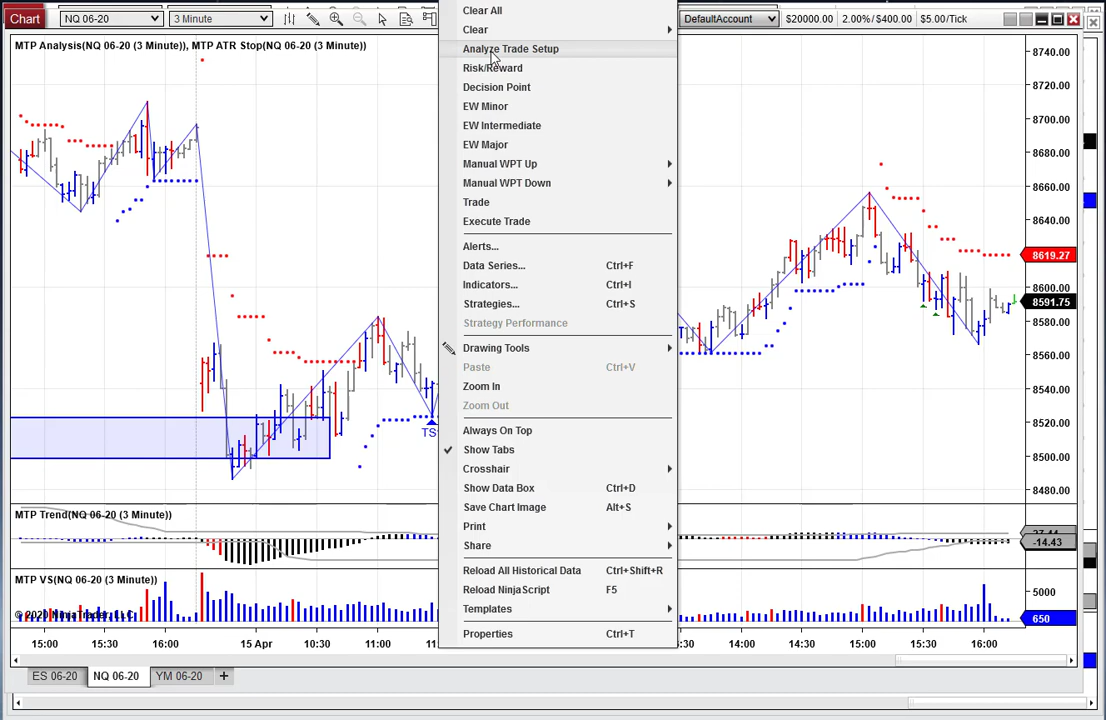 Chart
NQ 06-20
3 Minute
DefaultAccount
$20000.00
2.00%/$400.00
$5.00/Tick
MTP Analysis(NQ 06-20 (3 Minute)), MTP ATR Stop(NQ 06-20 (3 Minute))
Clear All
Clear
Analyze Trade Setup
Risk/Reward
Decision Point
EW Minor
EW Intermediate
EW Major
Manual WPT Up
Manual WPT Down
Trade
Execute Trade
Alerts...
Data Series... Ctrl+F
Indicators... Ctrl+I
Strategies... Ctrl+S
Strategy Performance
Drawing Tools
Paste Ctrl+V
Zoom In
Zoom Out
Always On Top
Show Tabs
Crosshair
Show Data Box Ctrl+D
Save Chart Image Alt+S
Print
Share
Reload All Historical Data Ctrl+Shift+R
Reload NinjaScript F5
Templates
Properties Ctrl+T
8740.00
8720.00
8700.00
8680.00
8660.00
8640.00
8619.27
8600.00
8591.75
8580.00
8560.00
8540.00
8520.00
8500.00
8480.00
MTP Trend(NQ 06-20 (3 Minute))
-14.43
MTP VS(NQ 06-20 (3 Minute))
© 2020 NinjaTrader, LLC
5000
650
15:00 15:30 16:00 15 Apr 10:30 11:00 14:00 14:30 15:00 15:30 16:00
ES 06-20 NQ 06-20 YM 06-20 +